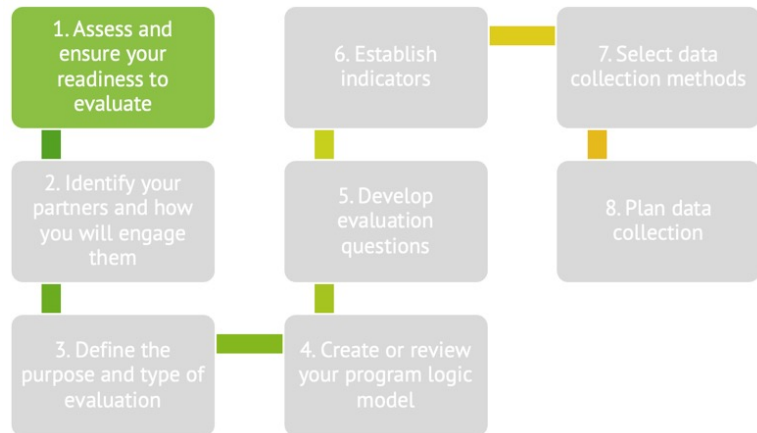 1. Assess and
ensure your
readiness to
evaluate
2. Identify your
partners and how
you will engage
them
3. Define the
purpose and type of
evaluation
4. Create or review
your program logic
model
5. Develop
evaluation
questions
6. Establish
indicators
7. Select data
collection methods
8. Plan data
collection